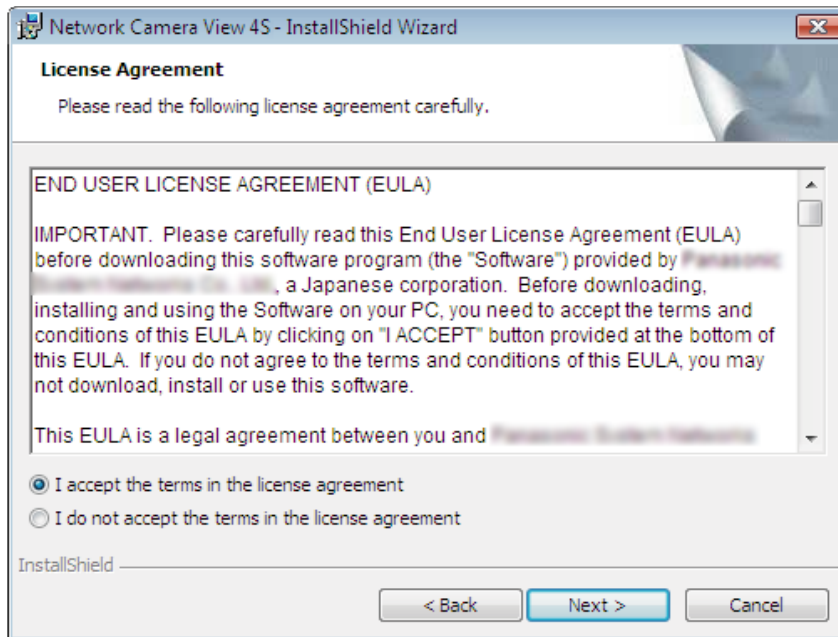 Network Camera View 4S - InstallShield Wizard
License Agreement
Please read the following license agreement carefully.
END USER LICENSE AGREEMENT (EULA)
IMPORTANT.  Please carefully read this End User License Agreement (EULA)
before downloading this software program (the "Software") provided by
, a Japanese corporation.  Before downloading,
installing and using the Software on your PC, you need to accept the terms and
conditions of this EULA by clicking on "I ACCEPT" button provided at the bottom of
this EULA.  If you do not agree to the terms and conditions of this EULA, you may
not download, install or use this software.
This EULA is a legal agreement between you and
I accept the terms in the license agreement
I do not accept the terms in the license agreement
InstallShield
< Back
Next >
Cancel